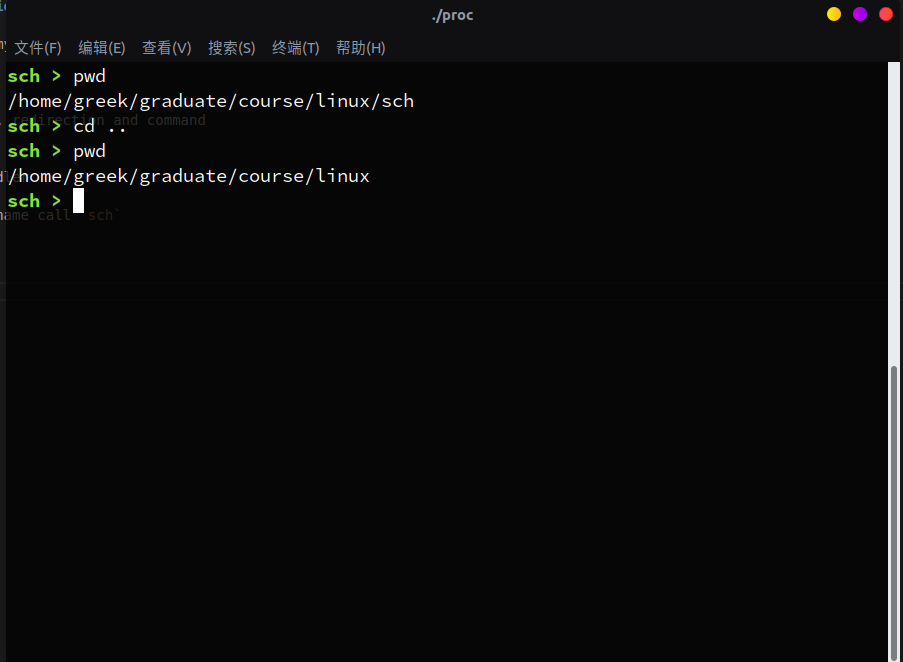 ./proc
文件(F) 编辑(E) 查看(V) 搜索(S) 终端(T) 帮助(H)
sch > pwd
/home/greek/graduate/course/linux/sch
redirection and command
sch > cd ..
sch > pwd
/home/greek/graduate/course/linux
sch >
name call `sch`